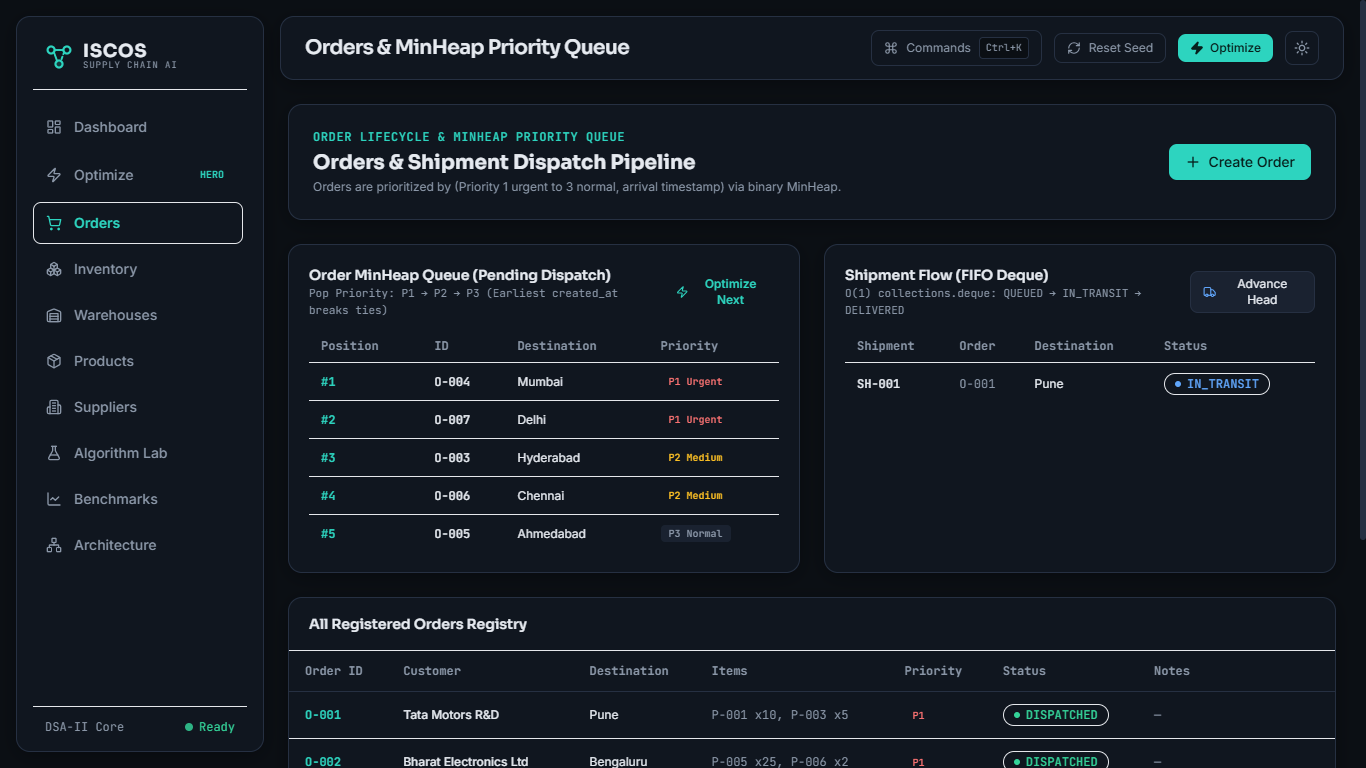 ISCOS
SUPPLY CHAIN AI
Dashboard
Optimize HERO
Orders
Inventory
Warehouses
Products
Suppliers
Algorithm Lab
Benchmarks
Architecture
DSA-II Core Ready
Orders & MinHeap Priority Queue
Commands Ctrl+K
Reset Seed
Optimize
ORDER LIFECYCLE & MINHEAP PRIORITY QUEUE
Orders & Shipment Dispatch Pipeline
Orders are prioritized by (Priority 1 urgent to 3 normal, arrival timestamp) via binary MinHeap.
+ Create Order
Order MinHeap Queue (Pending Dispatch)
Pop Priority: P1 → P2 → P3 (Earliest created_at
breaks ties)
Optimize
Next
Position ID Destination Priority
#1 O-004 Mumbai P1 Urgent
#2 O-007 Delhi P1 Urgent
#3 O-003 Hyderabad P2 Medium
#4 O-006 Chennai P2 Medium
#5 O-005 Ahmedabad P3 Normal
Shipment Flow (FIFO Deque)
O(1) collections.deque: QUEUED → IN_TRANSIT →
DELIVERED
Advance
Head
Shipment Order Destination Status
SH-001 O-001 Pune IN_TRANSIT
All Registered Orders Registry
Order ID Customer Destination Items Priority Status Notes
O-001 Tata Motors R&D Pune P-001 x10, P-003 x5 P1 DISPATCHED —
O-002 Bharat Electronics Ltd Bengaluru P-005 x25, P-006 x2 P1 DISPATCHED —